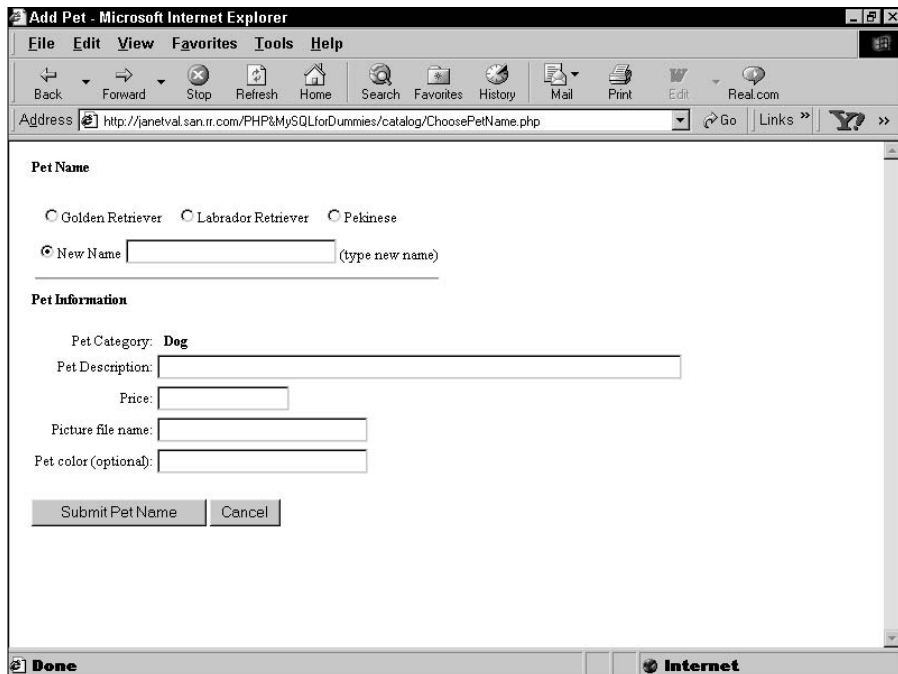 Add Pet - Microsoft Internet Explorer
File Edit View Favorites Tools Help
Back Forward Stop Refresh Home Search Favorites History Mail Print Edit Real.com
Address http://janetval.san.rr.com/PHP&MySQLforDummies/catalog/ChoosePetName.php Go Links » Y? »
Pet Name
Golden Retriever Labrador Retriever Pekinese
New Name (type new name)
Pet Information
Pet Category: Dog
Pet Description:
Price:
Picture file name:
Pet color (optional):
Submit Pet Name Cancel
Done Internet